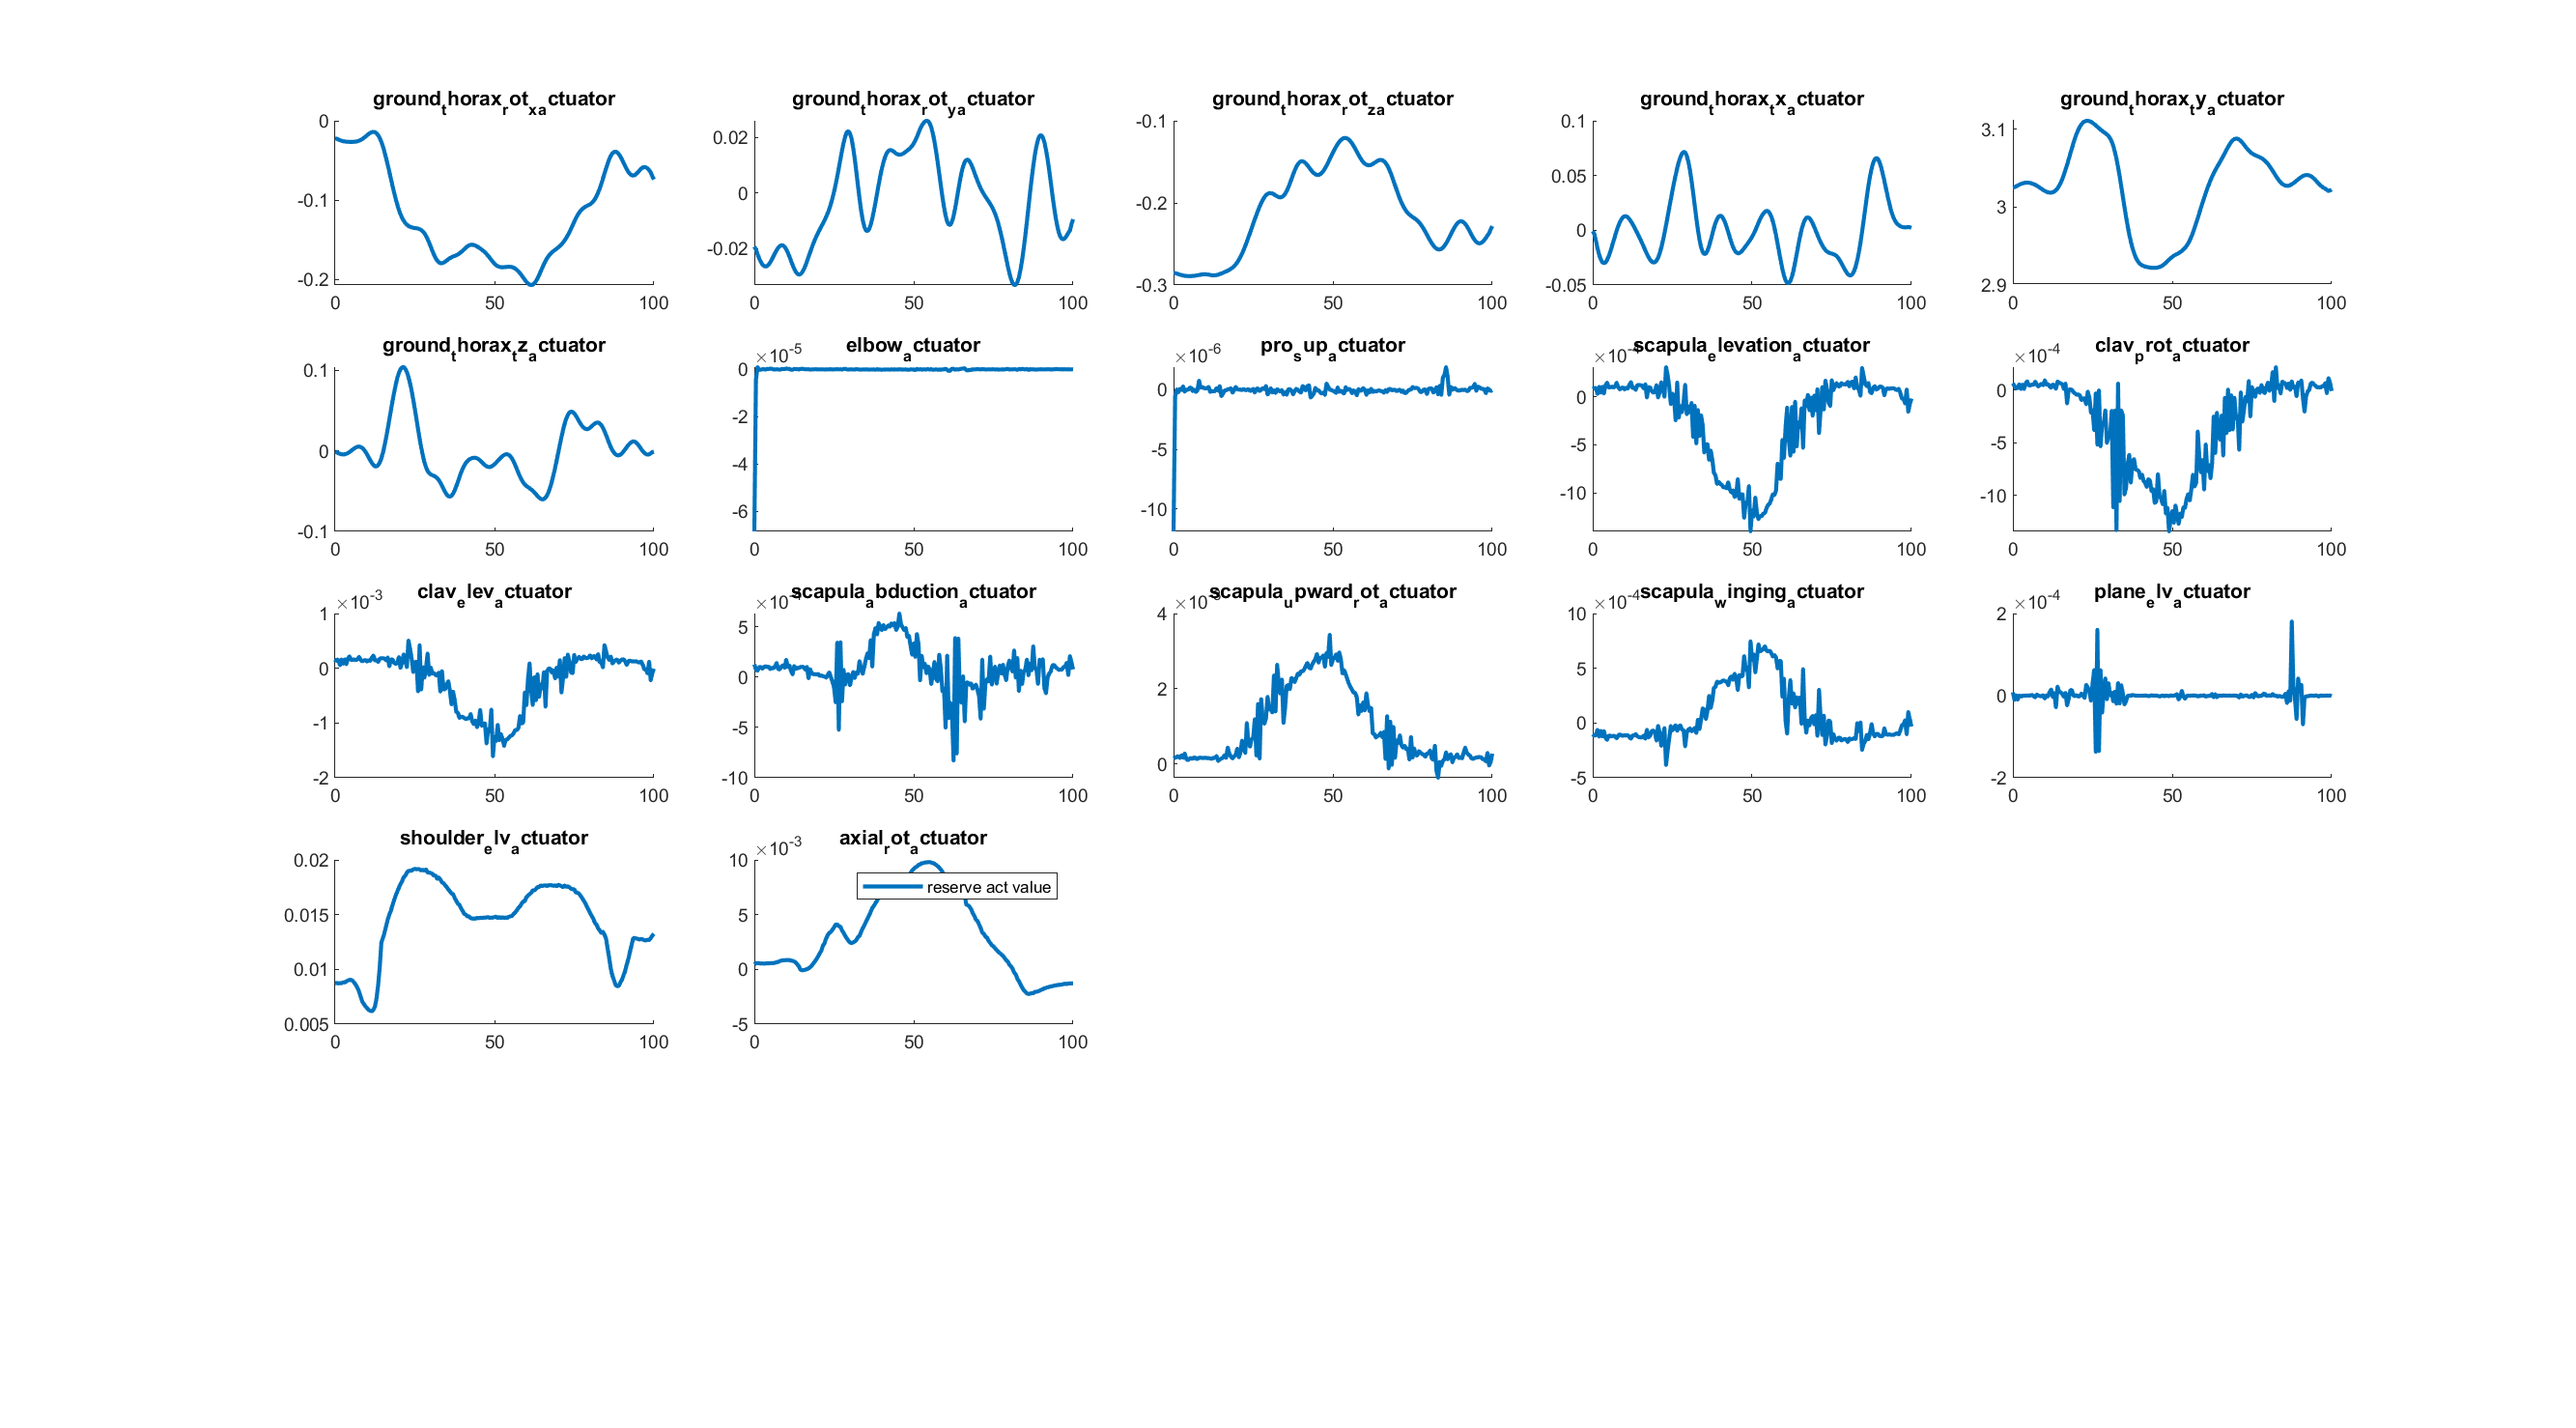 ground_thorax_rot_xactuator
ground_thorax_rot_yactuator
ground_thorax_rot_zactuator
ground_thorax_tx_actuator
ground_thorax_ty_actuator
0
-0.1
-0.2
0 50 100
0.02
0
-0.02
0 50 100
-0.1
-0.2
-0.3
0 50 100
0.1
0.05
0
-0.05
0 50 100
3.1
3
2.9
0 50 100
ground_thorax_tz_actuator
elbow_actuator
pro_sup_actuator
scapula_elevation_actuator
clav_prot_actuator
0.1
0
-0.1
0 50 100
×10-5
0
-2
-4
-6
0 50 100
×10-6
0
-5
-10
0 50 100
×10
0
-5
-10
0 50 100
×10-4
0
-5
-10
0 50 100
clav_elev_actuator
scapula_abduction_actuator
scapula_upward_rot_actuator
scapula_winging_actuator
plane_elv_actuator
×10-3
1
0
-1
-2
0 50 100
×10
5
0
-5
-10
0 50 100
×10
4
2
0
0 50 100
×10-4
10
5
0
-5
0 50 100
×10-4
2
0
-2
0 50 100
shoulder_elv_actuator
axial_rot_actuator
0.02
0.015
0.01
0.005
0 50 100
×10-3
10
5
0
-5
0 50 100
reserve act value